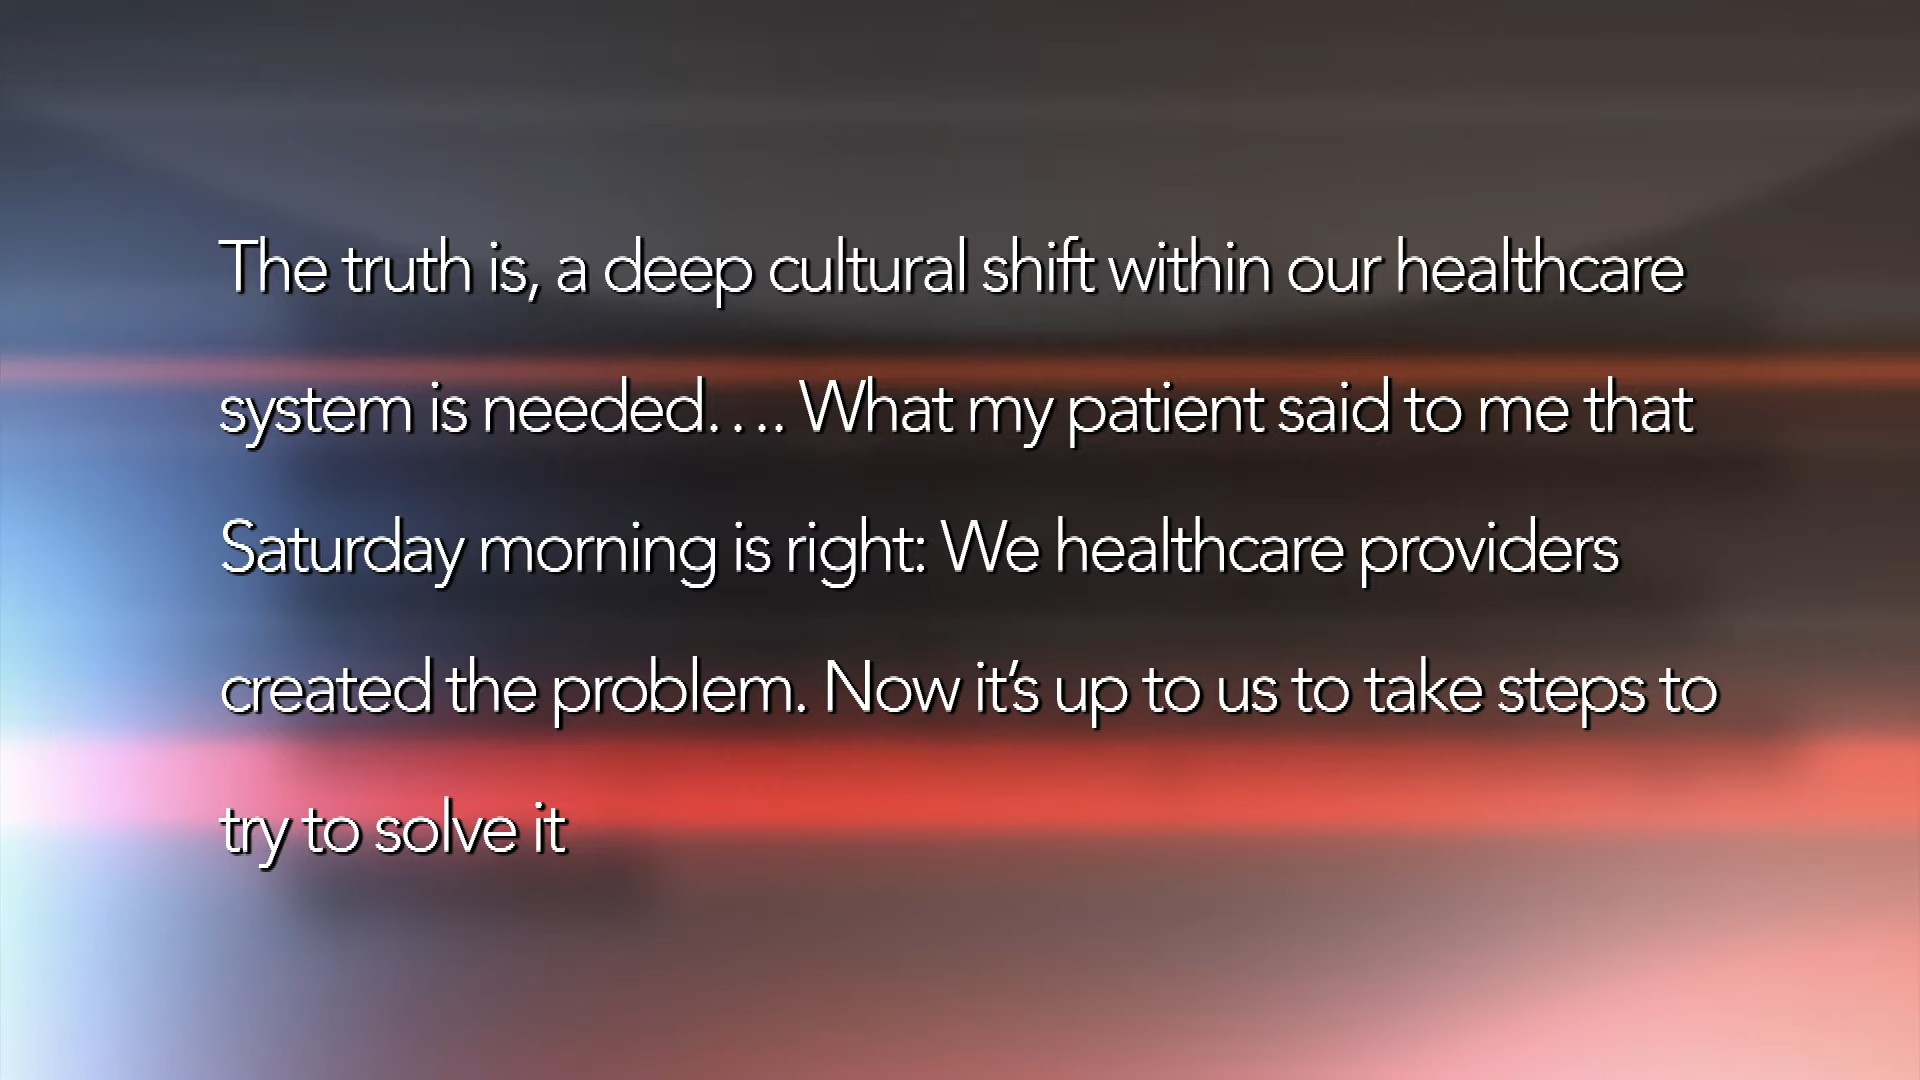 The truth is, a deep cultural shift within our healthcare
system is needed…. What my patient said to me that
Saturday morning is right: We healthcare providers
created the problem. Now it’s up to us to take steps to
try to solve it